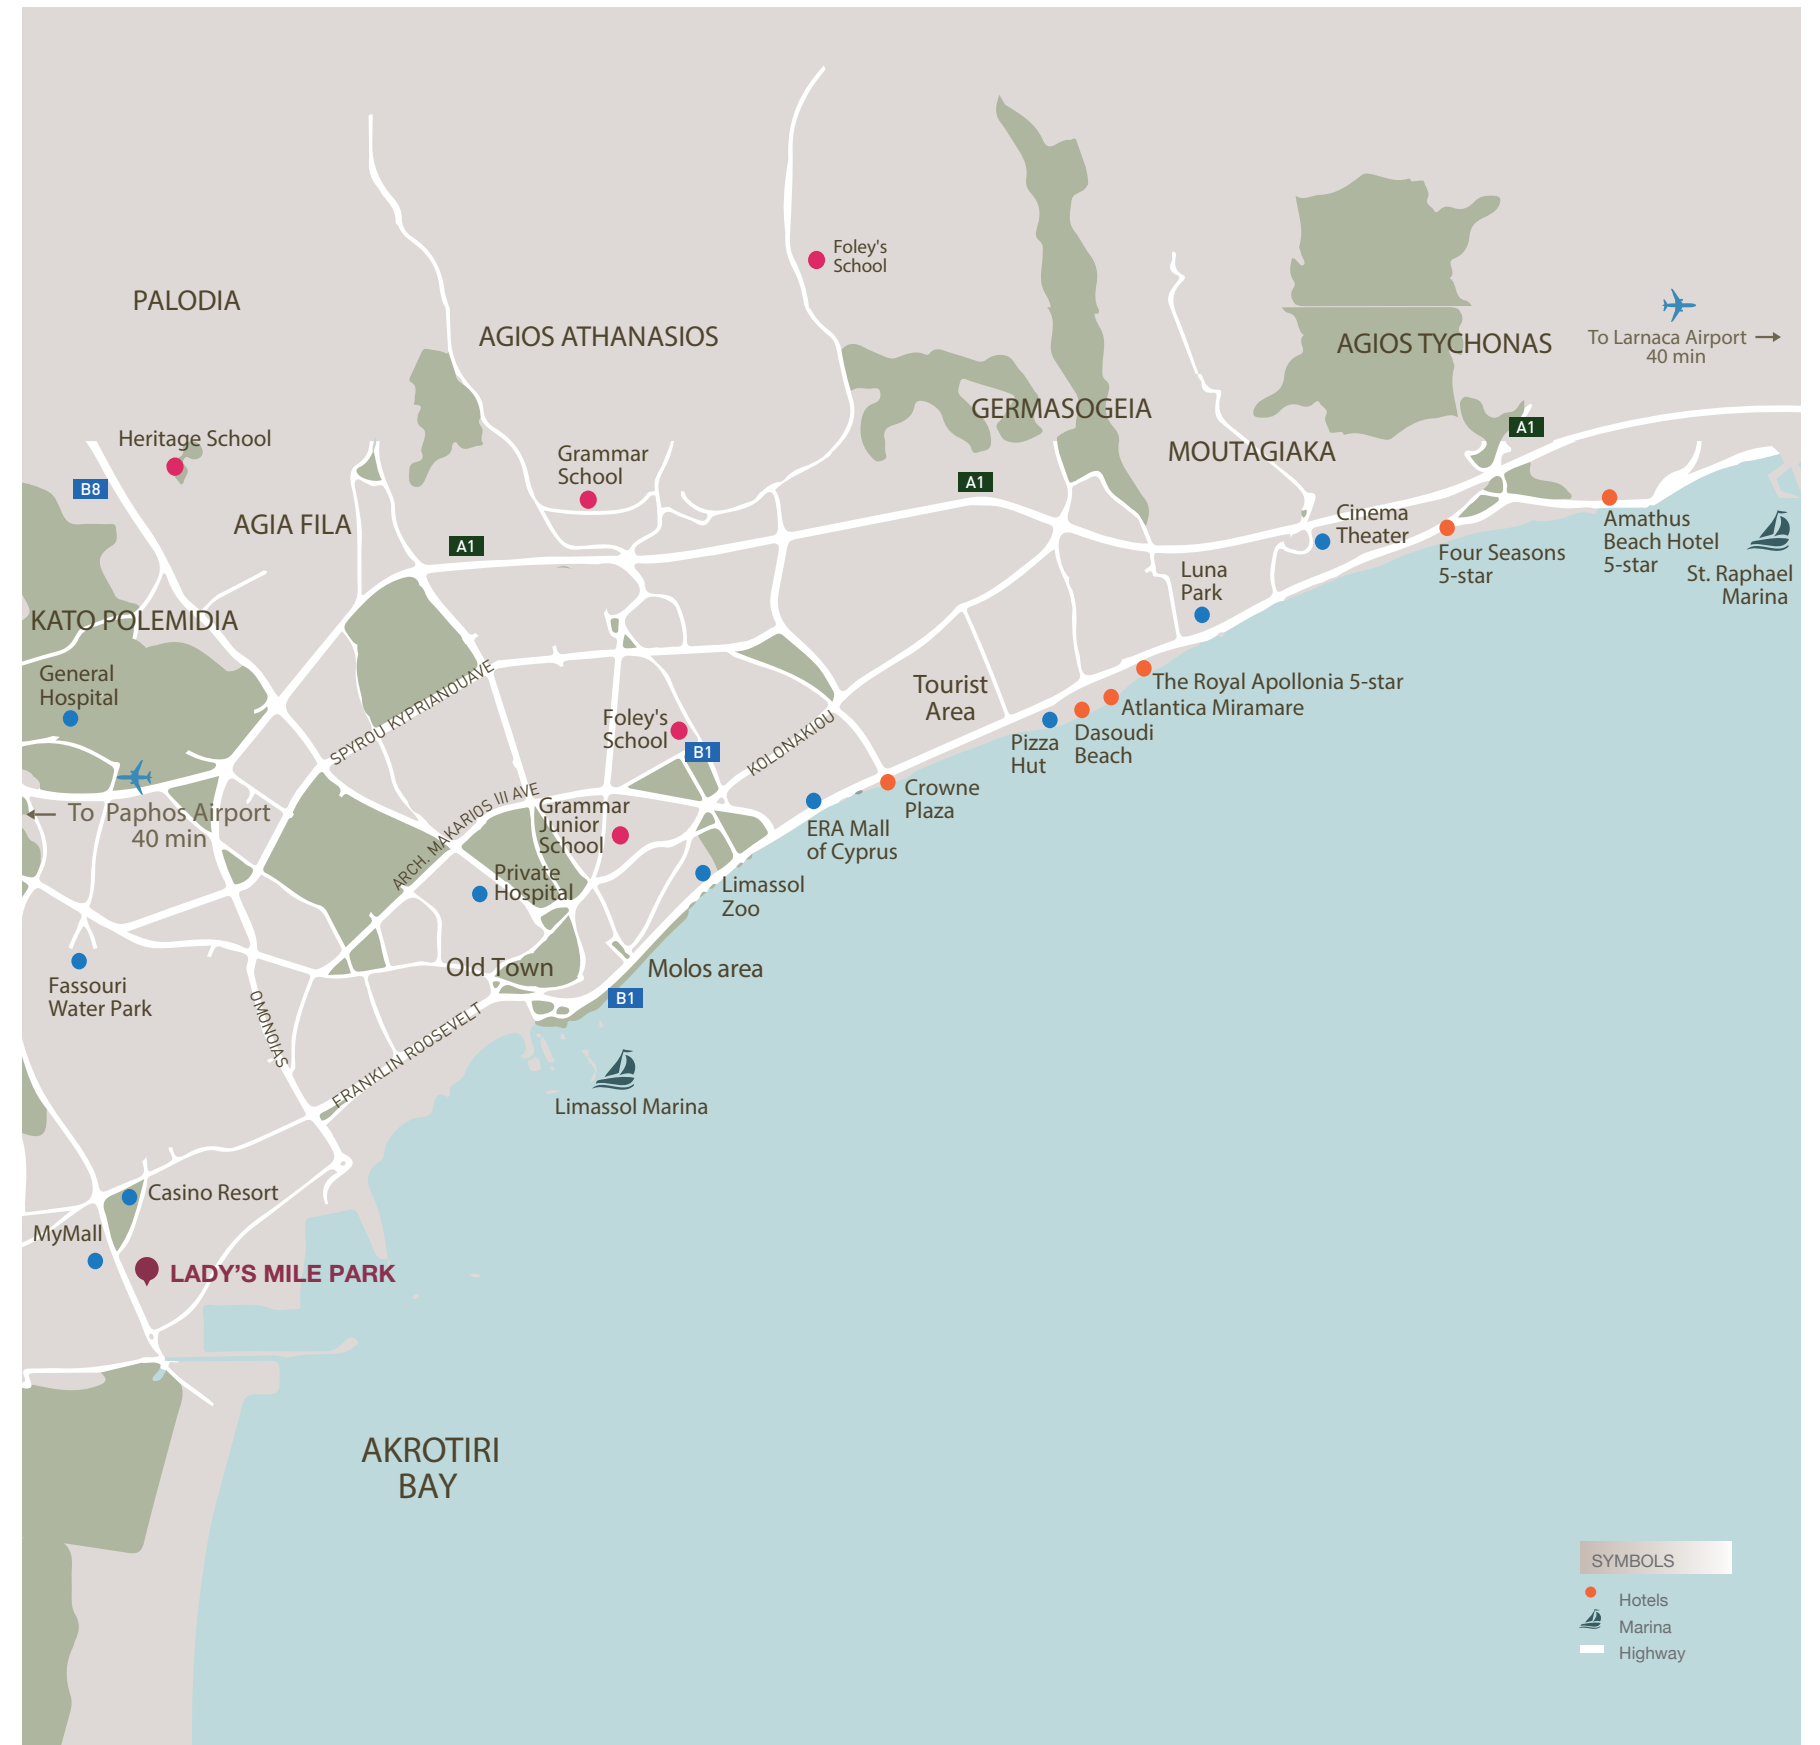 Foley's
School
PALODIA
AGIOS ATHANASIOS
AGIOS TYCHONAS
To Larnaca Airport
40 min
GERMASOGEIA
A1
MOUTAGIAKA
Heritage School
Grammar
School
B8
A1
AGIA FILA
A1
Cinema
Theater
Four Seasons
5-star
Amathus
Beach Hotel
5-star
St. Raphael
Marina
Luna
Park
KATO POLEMIDIA
General
Hospital
SPYROU KYPRIANOUAVE
Tourist
Area
The Royal Apollonia 5-star
Atlantica Miramare
Dasoudi
Beach
Pizza
Hut
Foley's
School
B1
KOLONAKIOU
Crowne
Plaza
To Paphos Airport
40 min
ARCH. MAKARIOS III AVE
Grammar
Junior
School
ERA Mall
of Cyprus
Private
Hospital
Limassol
Zoo
Old Town
Molos area
B1
Fassouri
Water Park
OMONOIAS
FRANKLIN ROOSEVELT
Limassol Marina
Casino Resort
MyMall
LADY’S MILE PARK
AKROTIRI
BAY
SYMBOLS
Hotels
Marina
Highway